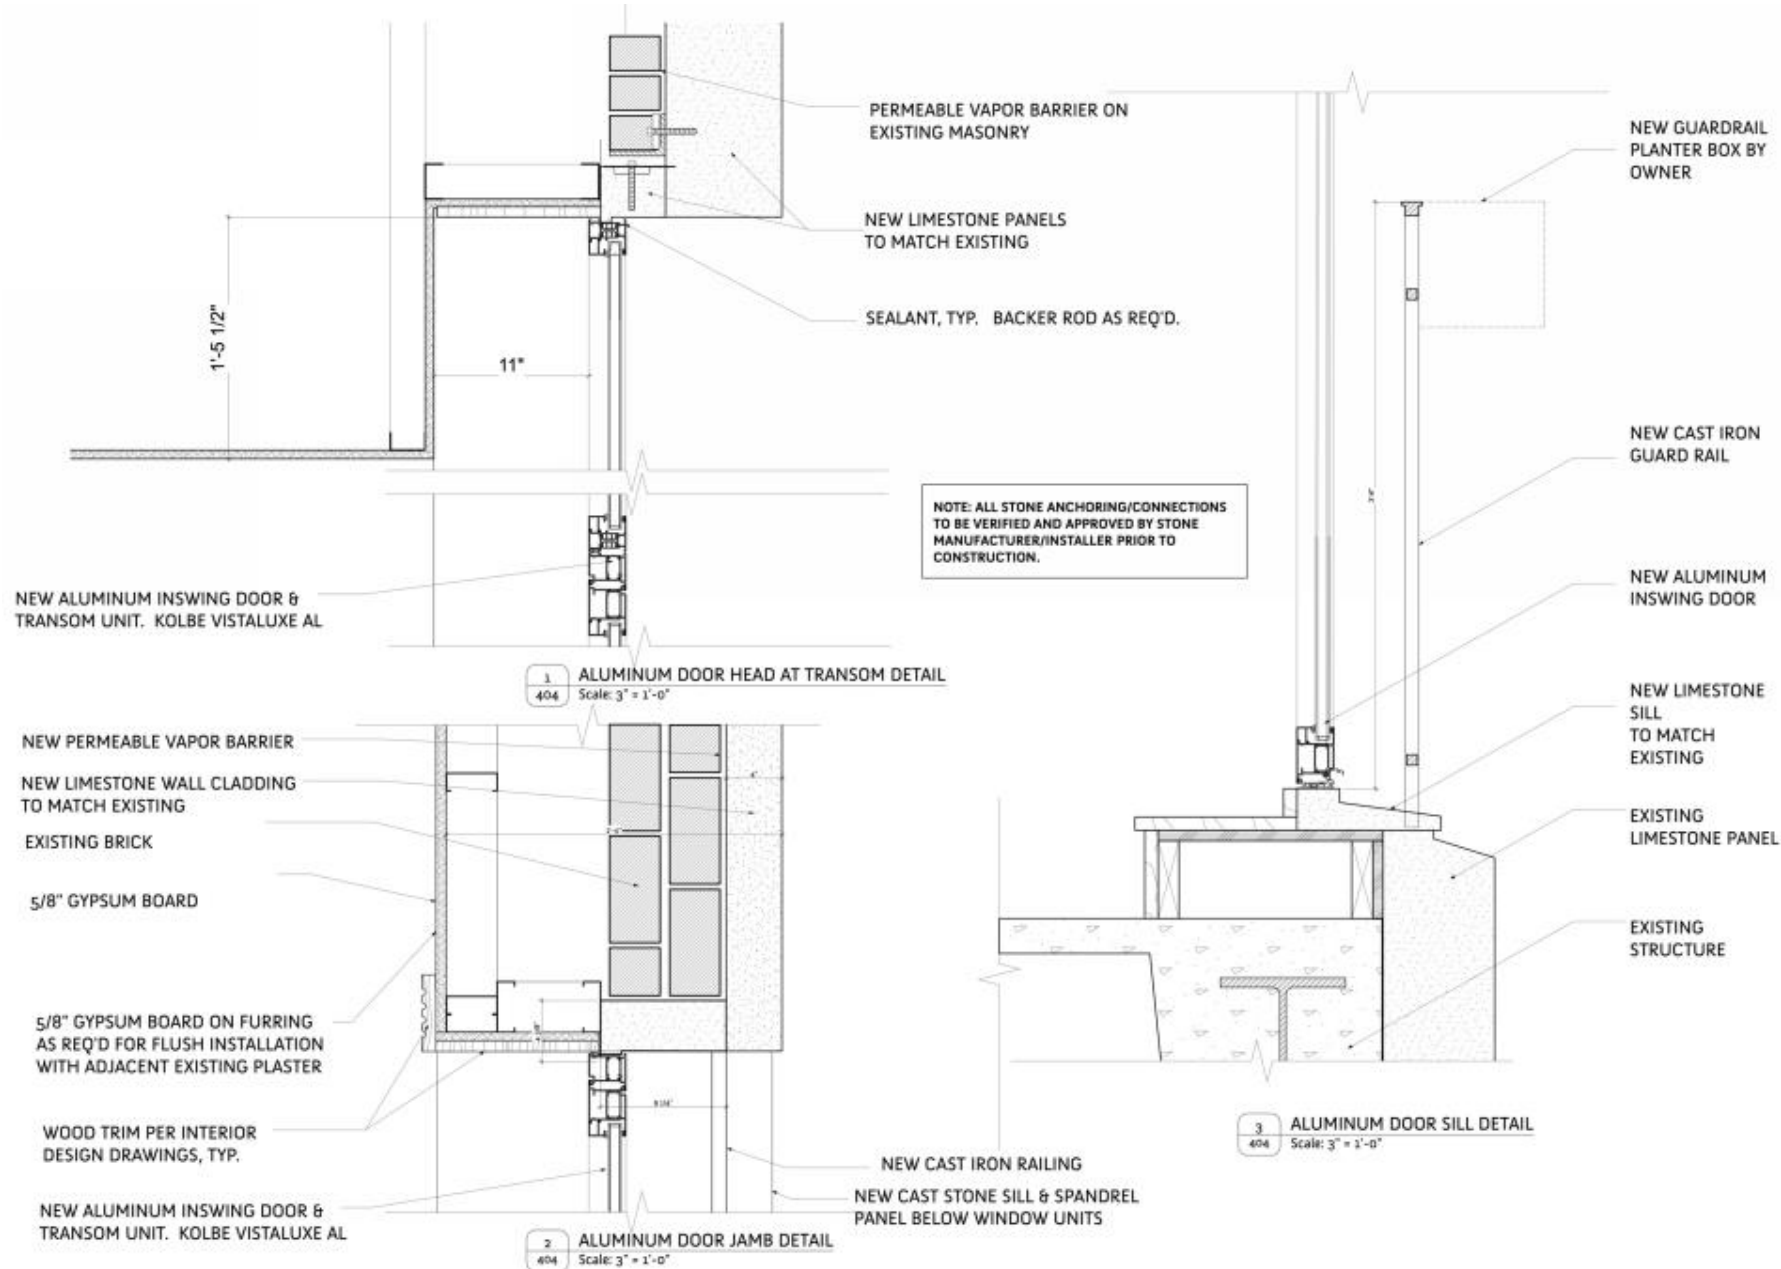 PERMEABLE VAPOR BARRIER ON
EXISTING MASONRY
NEW LIMESTONE PANELS
TO MATCH EXISTING
SEALANT, TYP. BACKER ROD AS REQ'D.
1'-5 1/2"
11"
NEW ALUMINUM INSWING DOOR &
TRANSOM UNIT. KOLBE VISTALUXE AL
1
404
ALUMINUM DOOR HEAD AT TRANSOM DETAIL
Scale: 3" = 1'-0"
NOTE: ALL STONE ANCHORING/CONNECTIONS
TO BE VERIFIED AND APPROVED BY STONE
MANUFACTURER/INSTALLER PRIOR TO
CONSTRUCTION.
NEW PERMEABLE VAPOR BARRIER
NEW LIMESTONE WALL CLADDING
TO MATCH EXISTING
EXISTING BRICK
5/8" GYPSUM BOARD
5/8" GYPSUM BOARD ON FURRING
AS REQ'D FOR FLUSH INSTALLATION
WITH ADJACENT EXISTING PLASTER
WOOD TRIM PER INTERIOR
DESIGN DRAWINGS, TYP.
NEW ALUMINUM INSWING DOOR &
TRANSOM UNIT. KOLBE VISTALUXE AL
4"
NEW CAST IRON RAILING
NEW CAST STONE SILL & SPANDREL
PANEL BELOW WINDOW UNITS
2
404
ALUMINUM DOOR JAMB DETAIL
Scale: 3" = 1'-0"
NEW GUARDRAIL
PLANTER BOX BY
OWNER
NEW CAST IRON
GUARD RAIL
NEW ALUMINUM
INSWING DOOR
NEW LIMESTONE
SILL
TO MATCH
EXISTING
EXISTING
LIMESTONE PANEL
EXISTING
STRUCTURE
3
404
ALUMINUM DOOR SILL DETAIL
Scale: 3" = 1'-0"